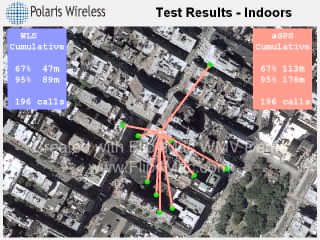 Polaris Wireless
Test Results - Indoors
WLS
Cumulative
67% 47m
95% 89m
196 calls
aGPS
Cumulative
67% 113m
95% 176m
196 calls